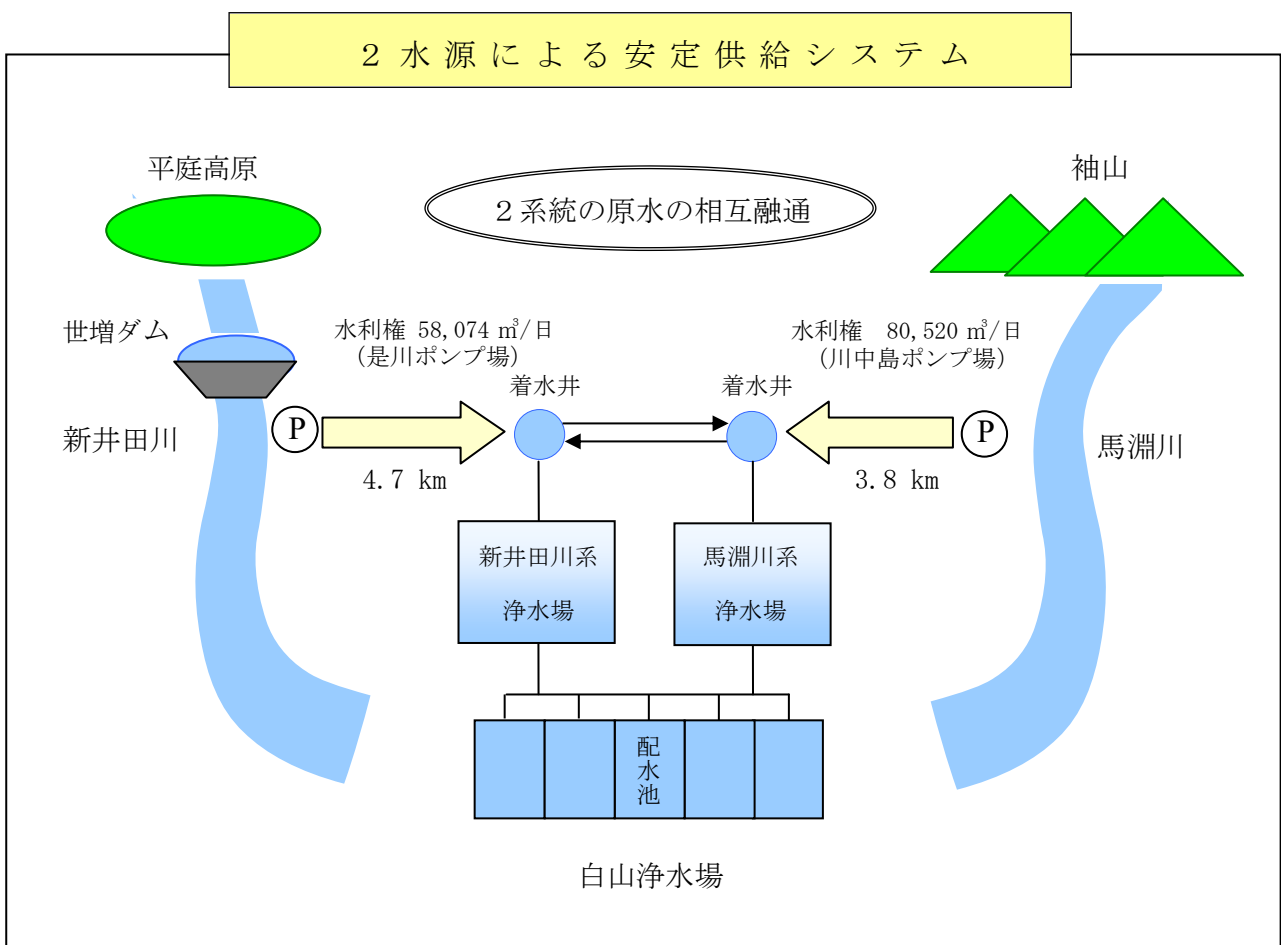 ２水源による安定供給システム
平庭高原
袖山
２系統の原水の相互融通
世増ダム
水利権 58,074 ㎥/日
（是川ポンプ場）
水利権 80,520 ㎥/日
（川中島ポンプ場）
着水井
着水井
新井田川
P
P
馬淵川
4.7 km
3.8 km
新井田川系
浄水場
馬淵川系
浄水場
配水池
白山浄水場